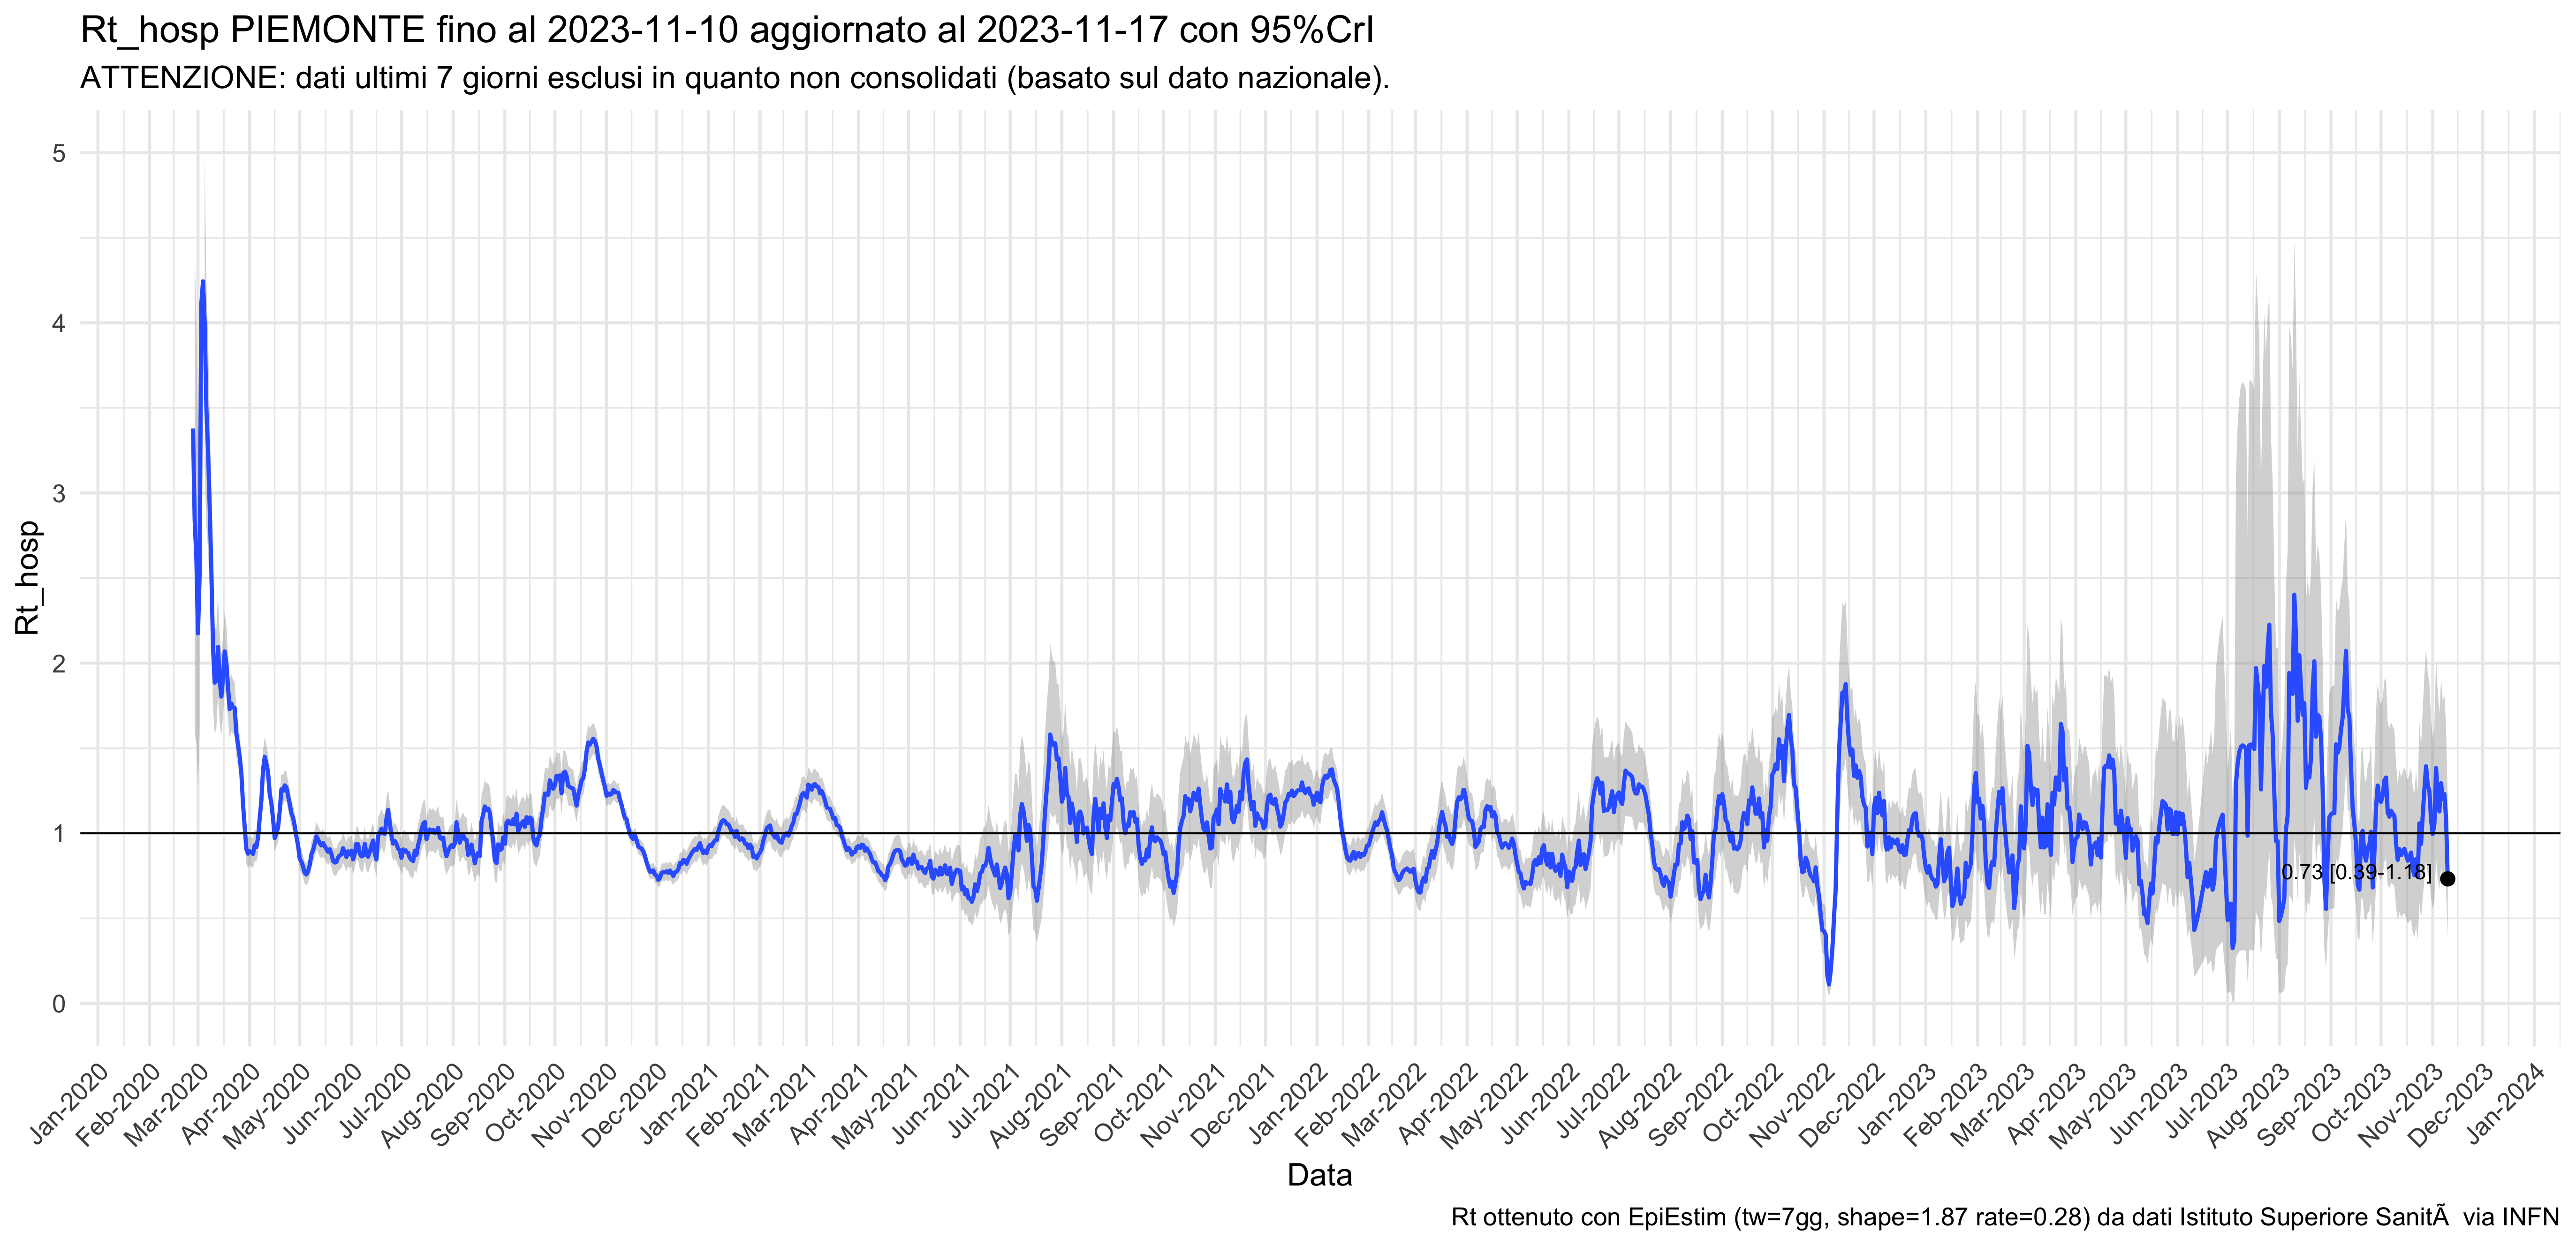 Rt_hosp PIEMONTE fino al 2023-11-10 aggiornato al 2023-11-17 con 95%CrI
ATTENZIONE: dati ultimi 7 giorni esclusi in quanto non consolidati (basato sul dato nazionale).
5
4
3
2
1
0
Rt_hosp
0.73 [0.39-1.18]
Jan-2020
Feb-2020
Mar-2020
Apr-2020
May-2020
Jun-2020
Jul-2020
Aug-2020
Sep-2020
Oct-2020
Nov-2020
Dec-2020
Jan-2021
Feb-2021
Mar-2021
Apr-2021
May-2021
Jun-2021
Jul-2021
Aug-2021
Sep-2021
Oct-2021
Nov-2021
Dec-2021
Jan-2022
Feb-2022
Mar-2022
Apr-2022
May-2022
Jun-2022
Jul-2022
Aug-2022
Sep-2022
Oct-2022
Nov-2022
Dec-2022
Jan-2023
Feb-2023
Mar-2023
Apr-2023
May-2023
Jun-2023
Jul-2023
Aug-2023
Sep-2023
Oct-2023
Nov-2023
Dec-2023
Jan-2024
Data
Rt ottenuto con EpiEstim (tw=7gg, shape=1.87 rate=0.28) da dati Istituto Superiore SanitÃ  via INFN